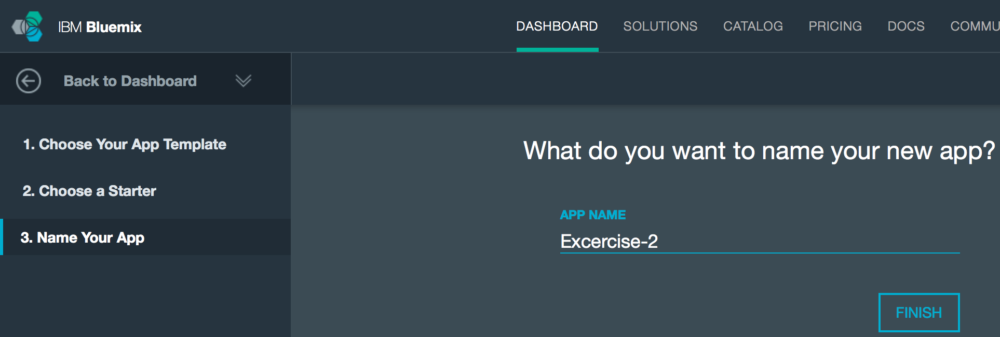 IBM Bluemix
DASHBOARD SOLUTIONS CATALOG PRICING DOCS COMMU
Back to Dashboard
1. Choose Your App Template
2. Choose a Starter
3. Name Your App
What do you want to name your new app?
APP NAME
Excercise-2
FINISH